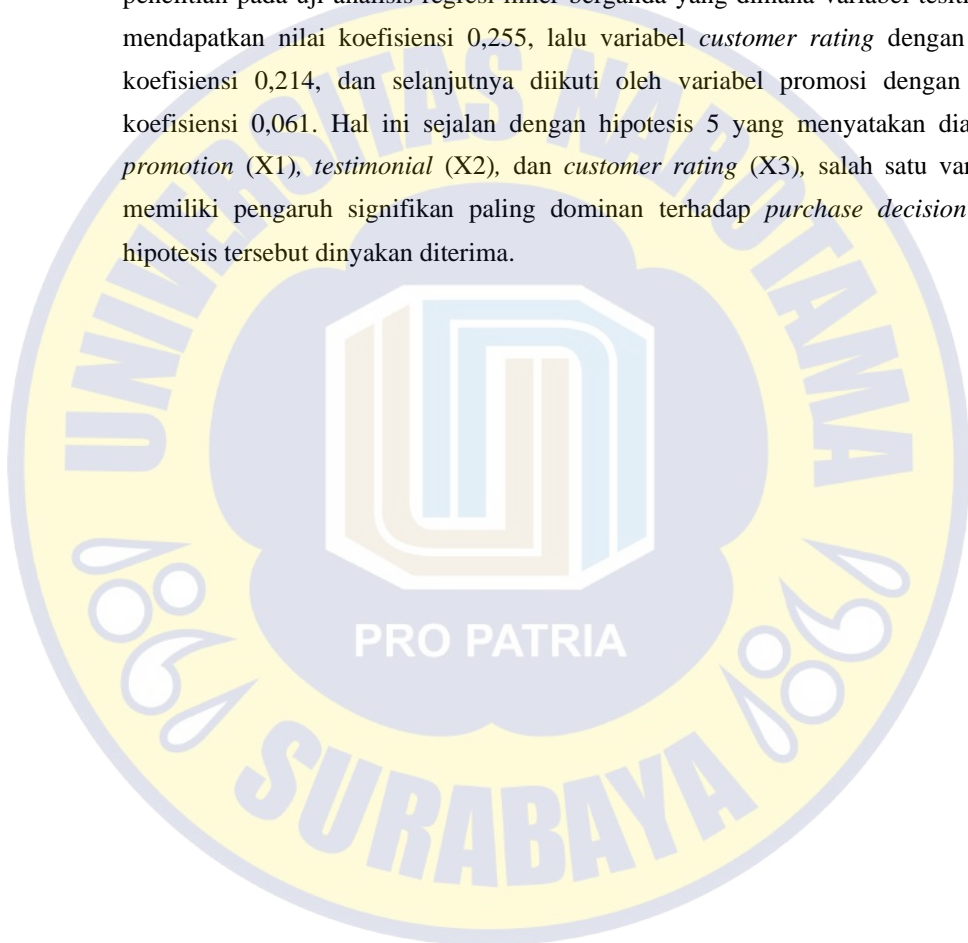 penelitian pada uji analisis regresi linier berganda yang dimana variabel
mendapatkan nilai koefisiensi 0,255, lalu variabel customer rating dengan
koefisiensi 0,214, dan selanjutnya diikuti oleh variabel promosi dengan
koefisiensi 0,061. Hal ini sejalan dengan hipotesis 5 yang menyatakan
promotion (X1), testimonial (X2), dan customer rating (X3), salah satu
memiliki pengaruh signifikan paling dominan terhadap purchase decision
hipotesis tersebut dinyakan diterima.
UNIVERSITAS NAROTAMA
PRO PATRIA
SURABAYA